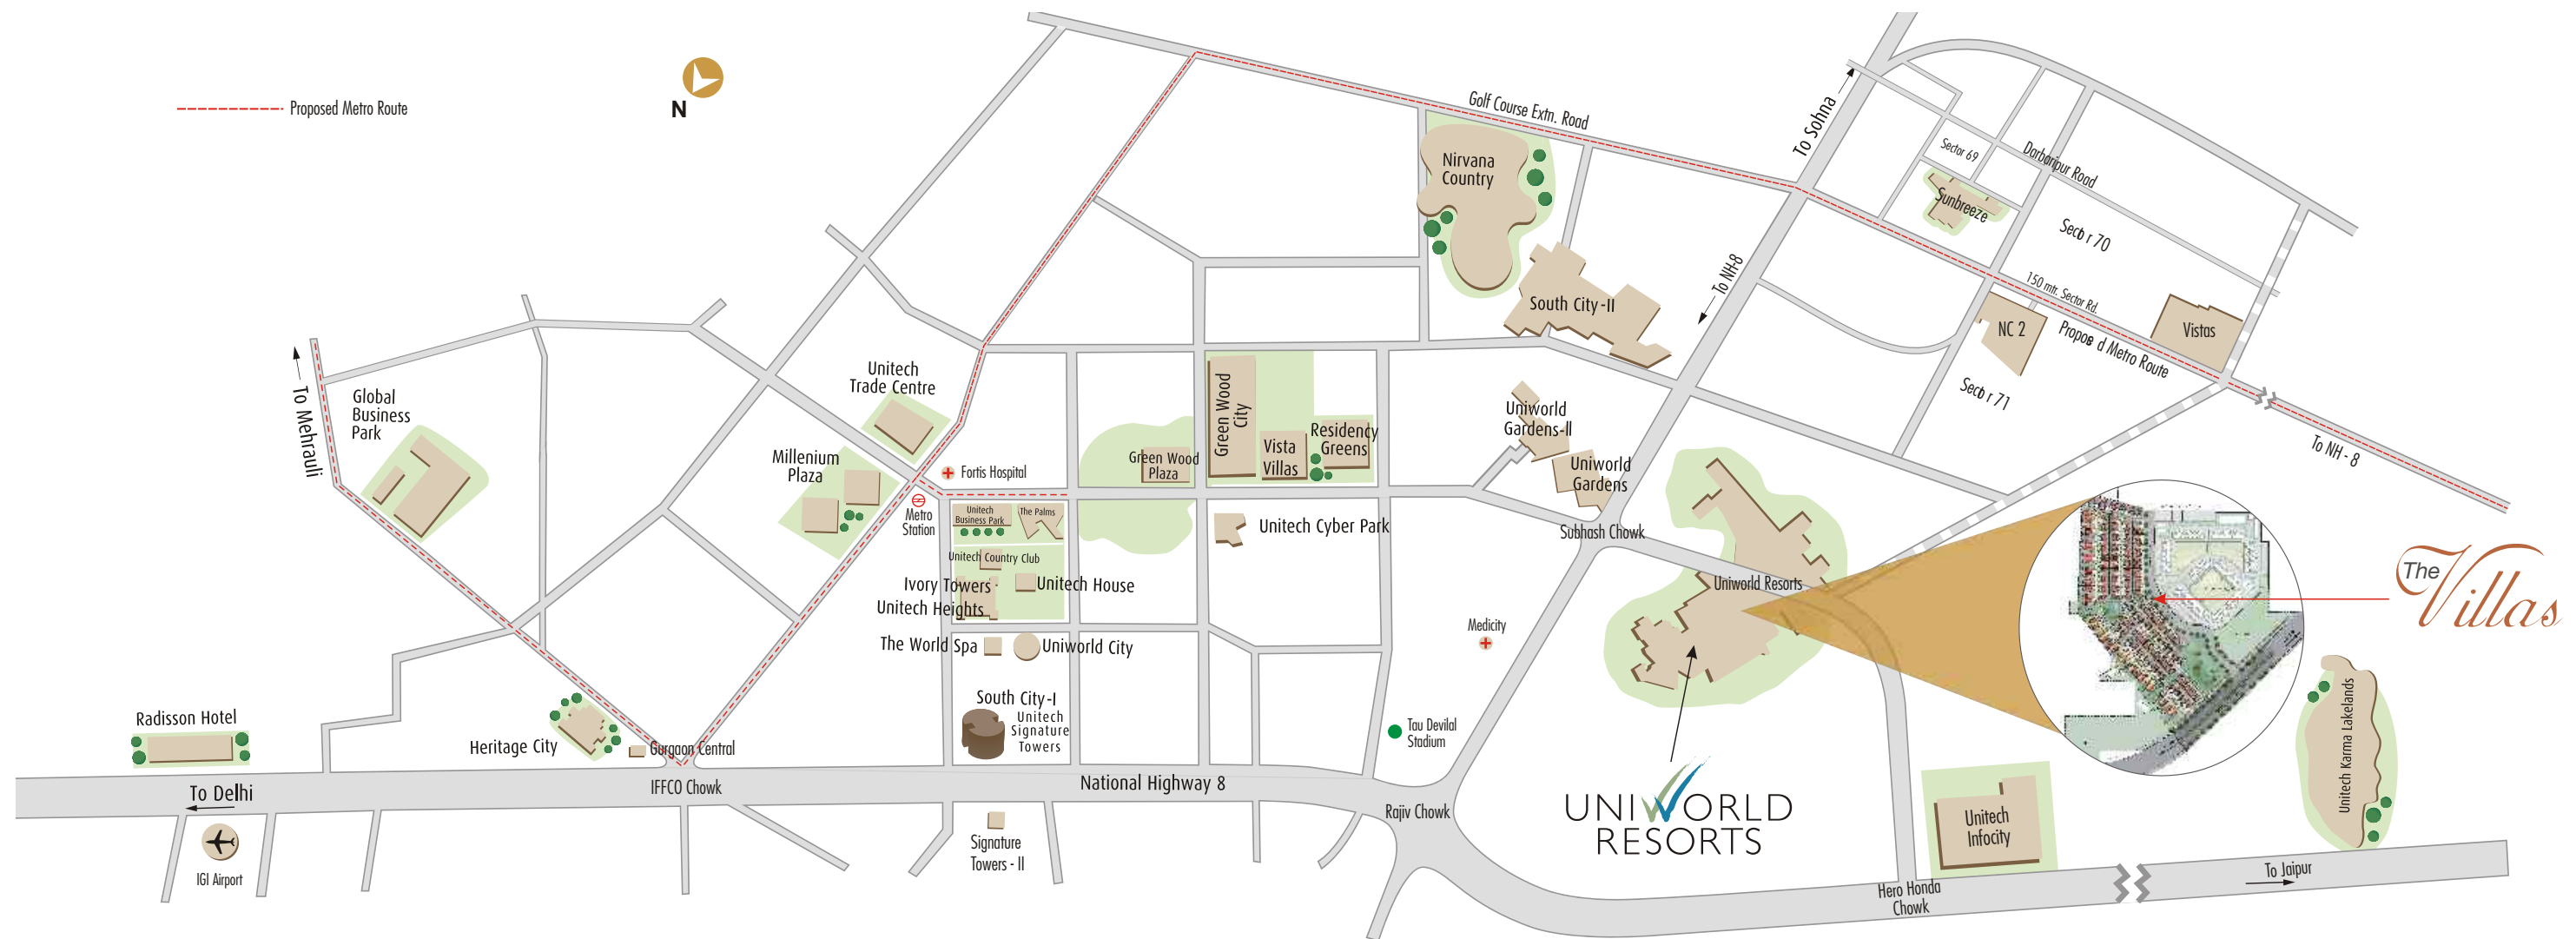 N
Proposed Metro Route
Golf Course Extn. Road
To Sohna
Sector 69
Darbaripur Road
Nirvana
Country
Sunbreeze
Sector 70
To NH-8
150 mtr. Sector Rd.
South City -II
NC 2
Proposed Metro Route
Vistas
Sector 71
To NH - 8
To Mehrauli
Global
Business
Park
Unitech
Trade Centre
Millenium
Plaza
Fortis Hospital
Metro
Station
Green Wood
Plaza
Green Wood
City
Vista
Villas
Residency
Greens
Uniworld
Gardens-II
Uniworld
Gardens
Unitech
Business Park
The Palms
Unitech Cyber Park
Subhash Chowk
Unitech Country Club
Ivory Towers
Unitech House
Unitech Heights
Uniworld Resorts
The Villas
The World Spa
Uniworld City
Medicity
South City-I
Unitech
Signature
Towers
Tau Devilal
Stadium
Radisson Hotel
Heritage City
Gurgaon Central
IFFCO Chowk
National Highway 8
To Delhi
Rajiv Chowk
UNIWORLD
RESORTS
Unitech
Infocity
Unitech Karma Lakelands
IGI Airport
Signature
Towers - II
Hero Honda
Chowk
To Jaipur